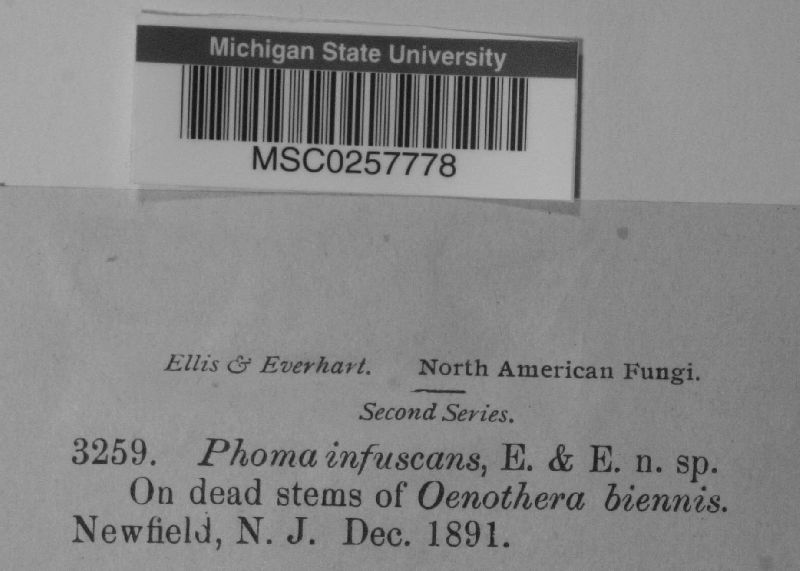 Michigan State University
MSC0257778
Ellis & Everhart. North American Fungi.
Second Series.
3259. Phoma infuscans, E. & E. n. sp.
On dead stems of Oenothera biennis.
Newfield, N. J. Dec. 1891.